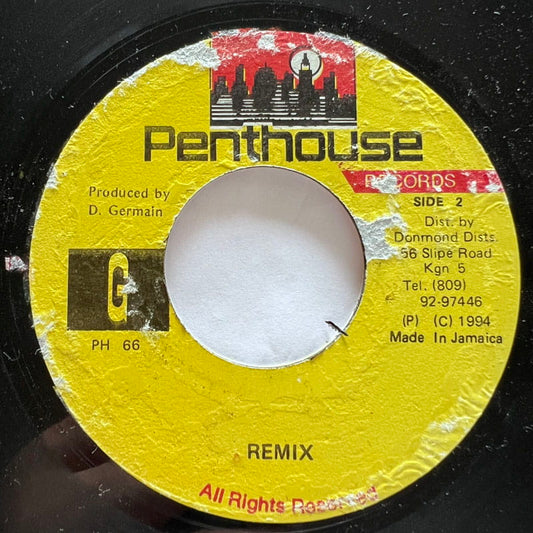 Penthouse
RECORDS
Produced by
D. Germain
SIDE 2
Dist. by
Donmond Dists.
56 Slipe Road
Kgn 5
Tel. (809)
92-97446
(P) (C) 1994
Made In Jamaica
G
PH 66
REMIX
All Rights Reserved